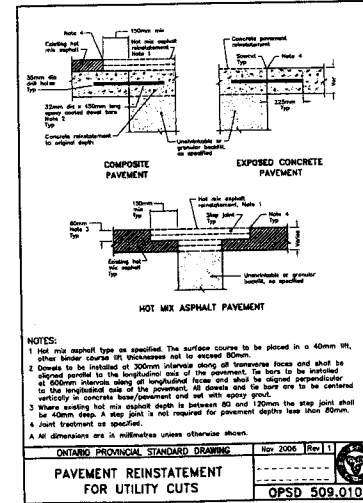 Note 4
150mm min
Hot mix asphalt
reinstatement
Note 1
Existing hot
mix asphalt
Typ
35mm dia
drill holes
Typ
32mm dia x 450mm long
epoxy coated dowel bars
Note 2
Typ
Concrete reinstatement
to original depth
Unshrinkable or
granular
backfill,
as specified
COMPOSITE
PAVEMENT
Concrete pavement
reinstatement
Sawcut
Typ
Note 4
225mm
Typ
EXPOSED CONCRETE
PAVEMENT
150mm
min
Typ
Hot mix asphalt
reinstatement, Note 1
Step joint
Typ
Note 4
Typ
Note 3
Typ
Varies
Existing hot
mix asphalt
Typ
Unshrinkable or granular
backfill, as specified
HOT MIX ASPHALT PAVEMENT
NOTES:
1 Hot mix asphalt type as specified. The surface course to be placed in a 40mm lift,
other binder course lift thicknesses not to exceed 80mm.
2 Dowels to be installed at 300mm intervals along all transverse faces and shall be
aligned parallel to the longitudinal axis of the pavement. Tie bars to be installed
at 600mm intervals along all longitudinal faces and shall be aligned perpendicular
to the longitudinal axis of the pavement. All dowels and tie bars are to be centered
vertically in concrete base/pavement and set with epoxy grout.
3 Where existing hot mix asphalt depth is between 80 and 120mm the step joint shall
be 40mm deep. A step joint is not required for pavement depths less than 80mm.
4 Joint treatment as specified.
A All dimensions are in millimetres unless otherwise shown.
ONTARIO PROVINCIAL STANDARD DRAWING
Nov 2006 Rev 1
PAVEMENT REINSTATEMENT
FOR UTILITY CUTS
OPSD 509.010